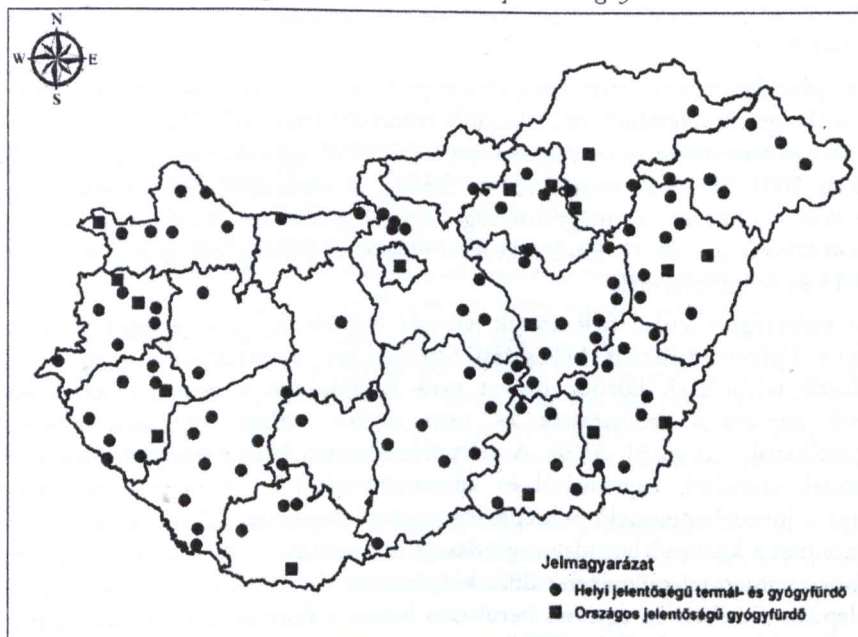 N
W E
S
Jelmagyarázat
Helyi jelentőségű termál- és gyógyfürdő
Országos jelentőségű gyógyfürdő